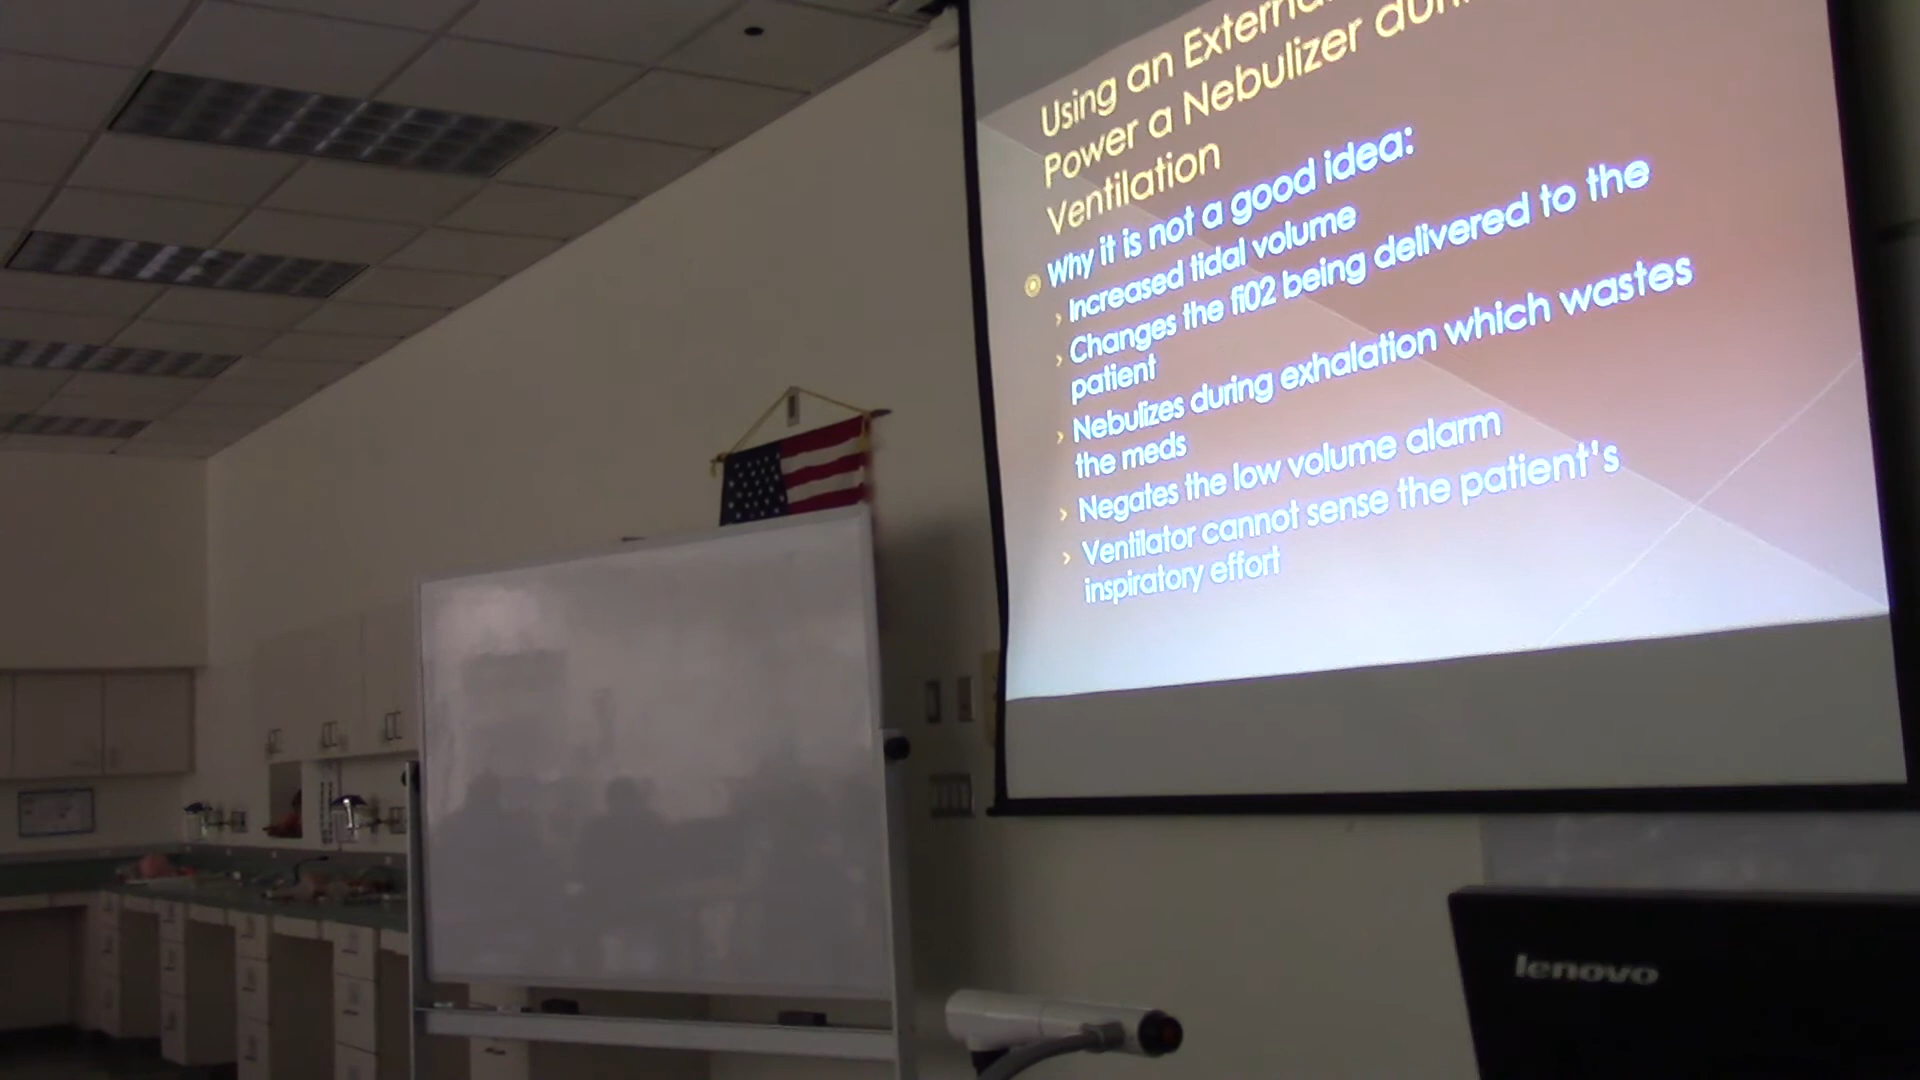 Using an External
Power a Nebulizer during
Ventilation
Why it is not a good idea:
Increased tidal volume
Changes the fi02 being delivered to the
patient
Nebulizes during exhalation which wastes
the meds
Negates the low volume alarm
Ventilator cannot sense the patient's
inspiratory effort
lenovo